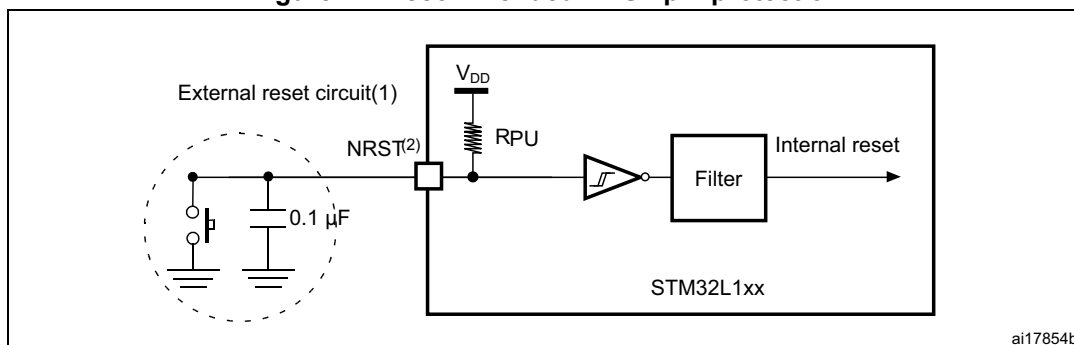 VDD
External reset circuit(1)
NRST(2)
RPU
Internal reset
Filter
0.1 µF
STM32L1xx
ai17854b